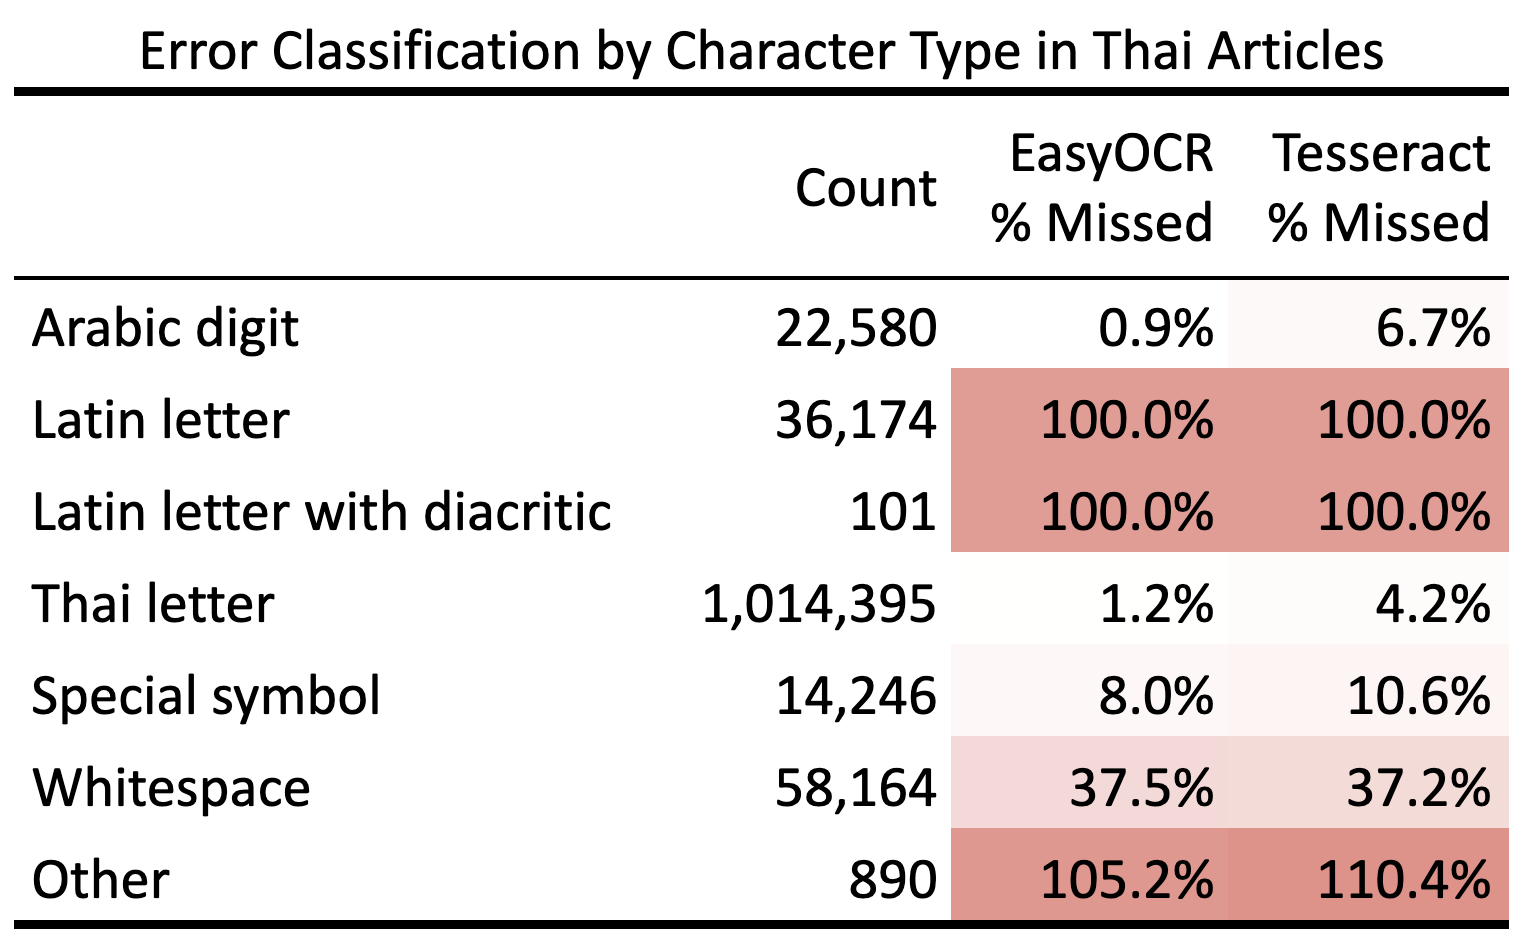 Error Classification by Character Type in Thai Articles
Count EasyOCR % Missed Tesseract % Missed
Arabic digit 22,580 0.9% 6.7%
Latin letter 36,174 100.0% 100.0%
Latin letter with diacritic 101 100.0% 100.0%
Thai letter 1,014,395 1.2% 4.2%
Special symbol 14,246 8.0% 10.6%
Whitespace 58,164 37.5% 37.2%
Other 890 105.2% 110.4%